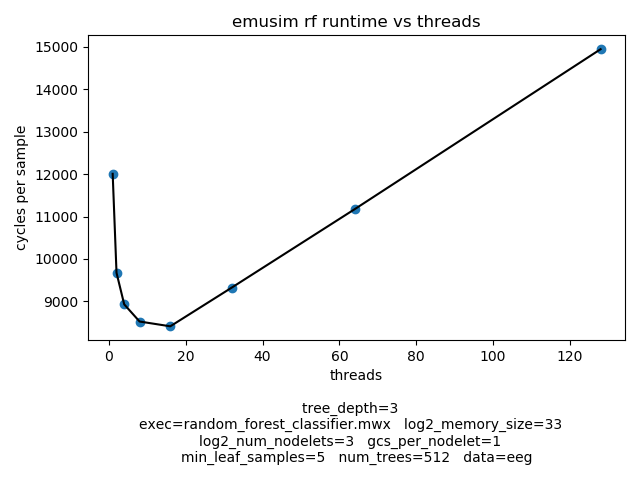 emusim rf runtime vs threads
15000
14000
13000
12000
11000
10000
9000
cycles per sample
0 20 40 60 80 100 120
threads
tree_depth=3
exec=random_forest_classifier.mwx log2_memory_size=33
log2_num_nodelets=3 gcs_per_nodelet=1
min_leaf_samples=5 num_trees=512 data=eeg